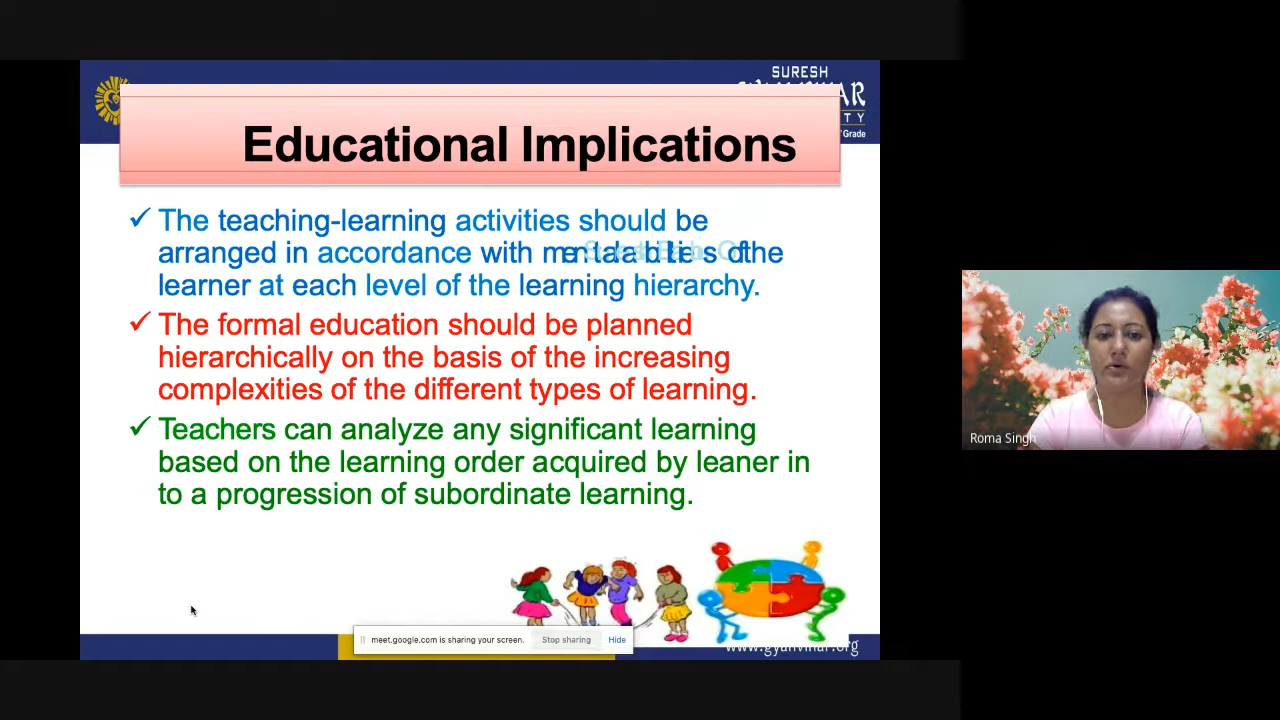 SURESH
Grade
Educational Implications
✓ The teaching-learning activities should be
arranged in accordance with of the
learner at each level of the learning hierarchy.
✓ The formal education should be planned
hierarchically on the basis of the increasing
complexities of the different types of learning.
✓ Teachers can analyze any significant learning
based on the learning order acquired by leaner in
to a progression of subordinate learning.
Roma Singh
meet.google.com is sharing your screen. Stop sharing Hide
www.gyanvihar.org